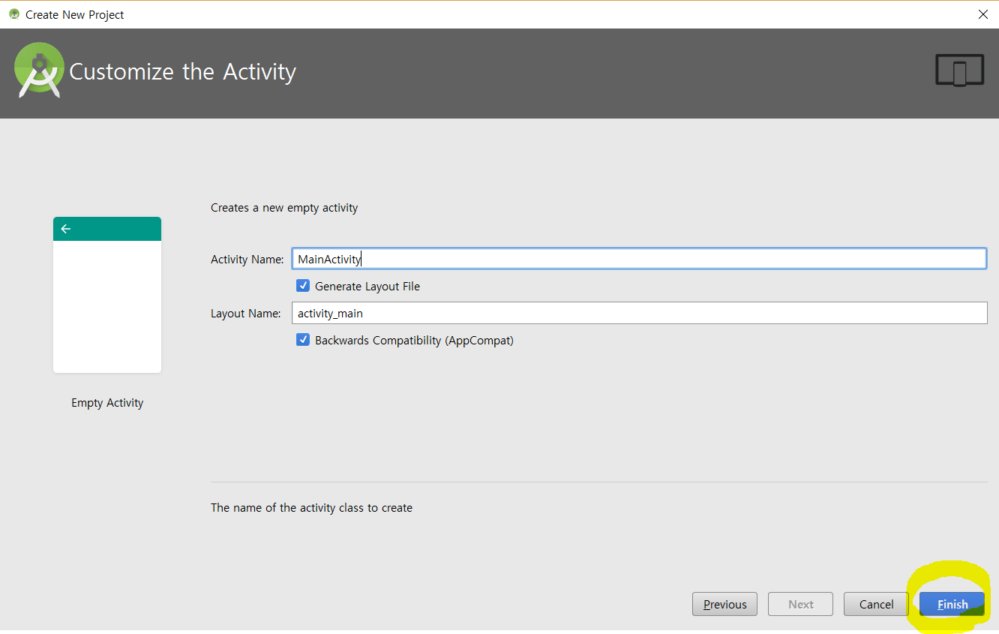 Create New Project
Customize the Activity
Creates a new empty activity
Activity Name: MainActivity
Generate Layout File
Layout Name: activity_main
Backwards Compatibility (AppCompat)
Empty Activity
The name of the activity class to create
Previous Next Cancel Finish